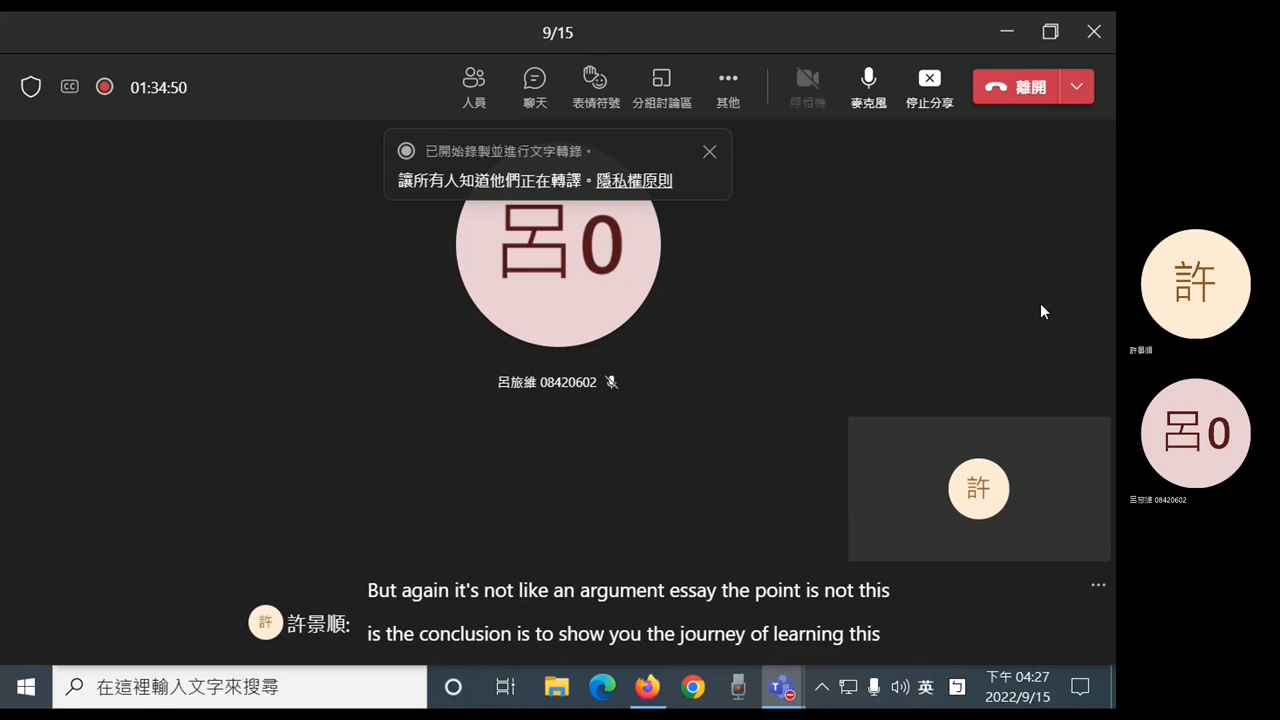 9/15
01:34:50
人員
聊天
表情符號
分組討論區
其他
照相機
麥克風
停止分享
離開
已開始錄製並進行文字轉錄。
讓所有人知道他們正在轉譯。隱私權原則
呂0
呂旅維 08420602
許
許景順
呂0
呂旅維 08420602
許
許
許景順:
But again it's not like an argument essay the point is not this
is the conclusion is to show you the journey of learning this
在這裡輸入文字來搜尋
英
下午 04:27
2022/9/15